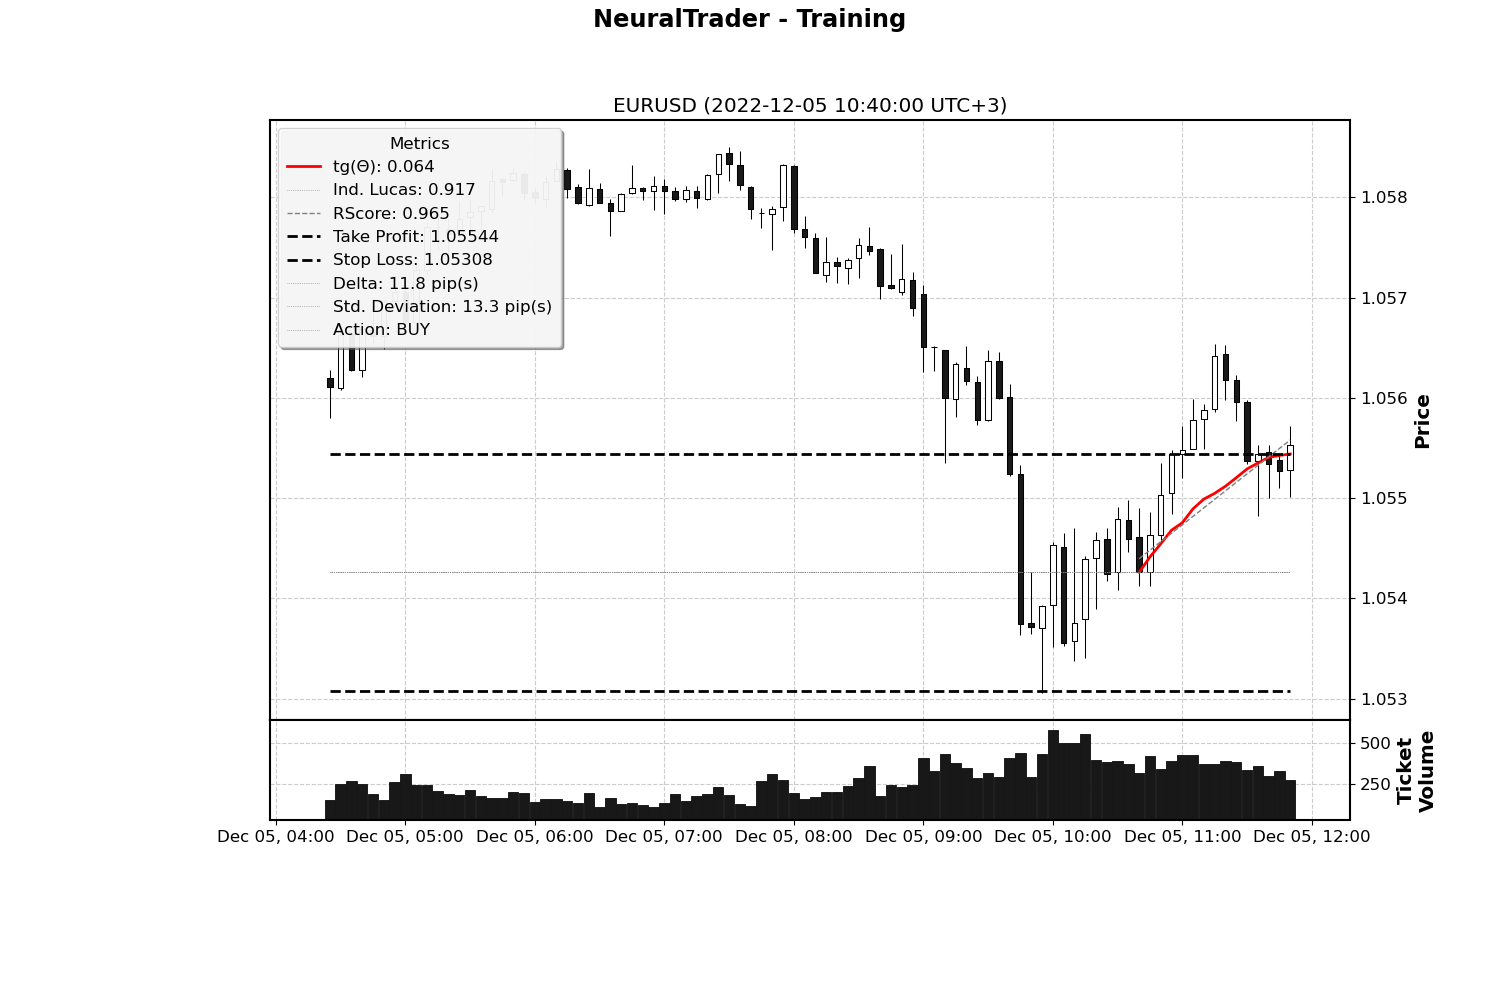 NeuralTrader - Training
EURUSD (2022-12-05 10:40:00 UTC+3)
Metrics
tg(Θ): 0.064
Ind. Lucas: 0.917
RScore: 0.965
Take Profit: 1.05544
Stop Loss: 1.05308
Delta: 11.8 pip(s)
Std. Deviation: 13.3 pip(s)
Action: BUY
1.058
1.057
1.056
1.055
1.054
1.053
Price
500
250
Ticket
Volume
Dec 05, 04:00 Dec 05, 05:00 Dec 05, 06:00 Dec 05, 07:00 Dec 05, 08:00 Dec 05, 09:00 Dec 05, 10:00 Dec 05, 11:00 Dec 05, 12:00